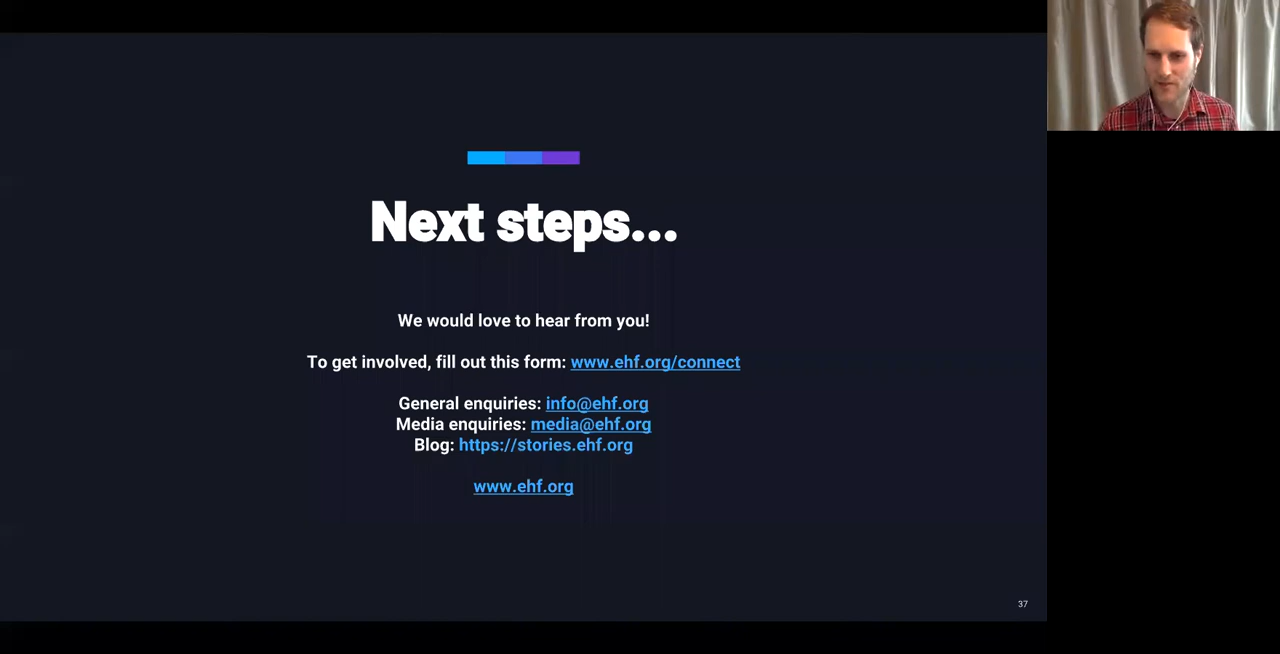 Next steps...
We would love to hear from you!
To get involved, fill out this form: www.ehf.org/connect
General enquiries: info@ehf.org
Media enquiries: media@ehf.org
Blog: https://stories.ehf.org
www.ehf.org
37